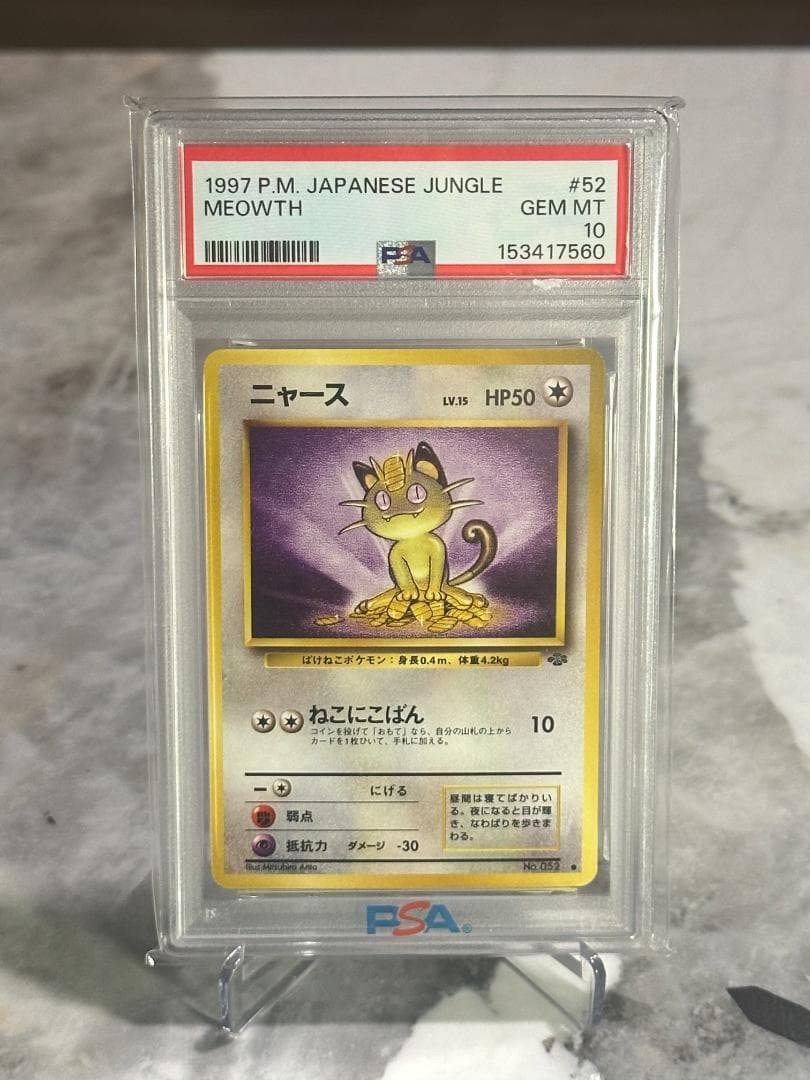 1997 P.M. JAPANESE JUNGLE #52
MEOWTH GEM MT
10
PSA 153417560
ニャース LV.15 HP50
ばけねこポケモン：身長0.4m、体重4.2kg
ねこにこばん 10
コインを投げて「おもて」なら、自分の山札の上から
カードを1枚ひいて、手札に加える。
ー にげる
弱点
抵抗力 ダメージ -30
昼間は寝てばかりい
る。夜になると目が輝
き、なわばりを歩きま
わる。
Illus. Mitsuhiro Arita No.052
PSA®